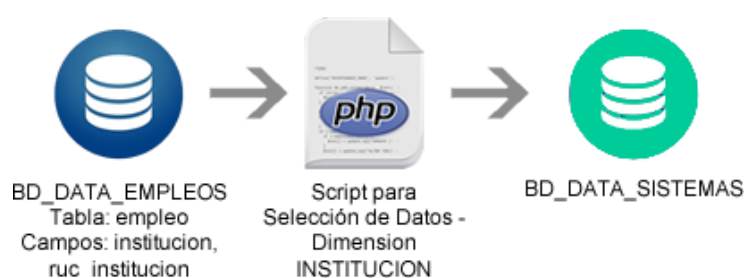 php
BD_DATA_EMPLEOS
Tabla: empleo
Campos: institucion,
ruc_institucion
Script para
Selección de Datos -
Dimension
INSTITUCION
BD_DATA_SISTEMAS